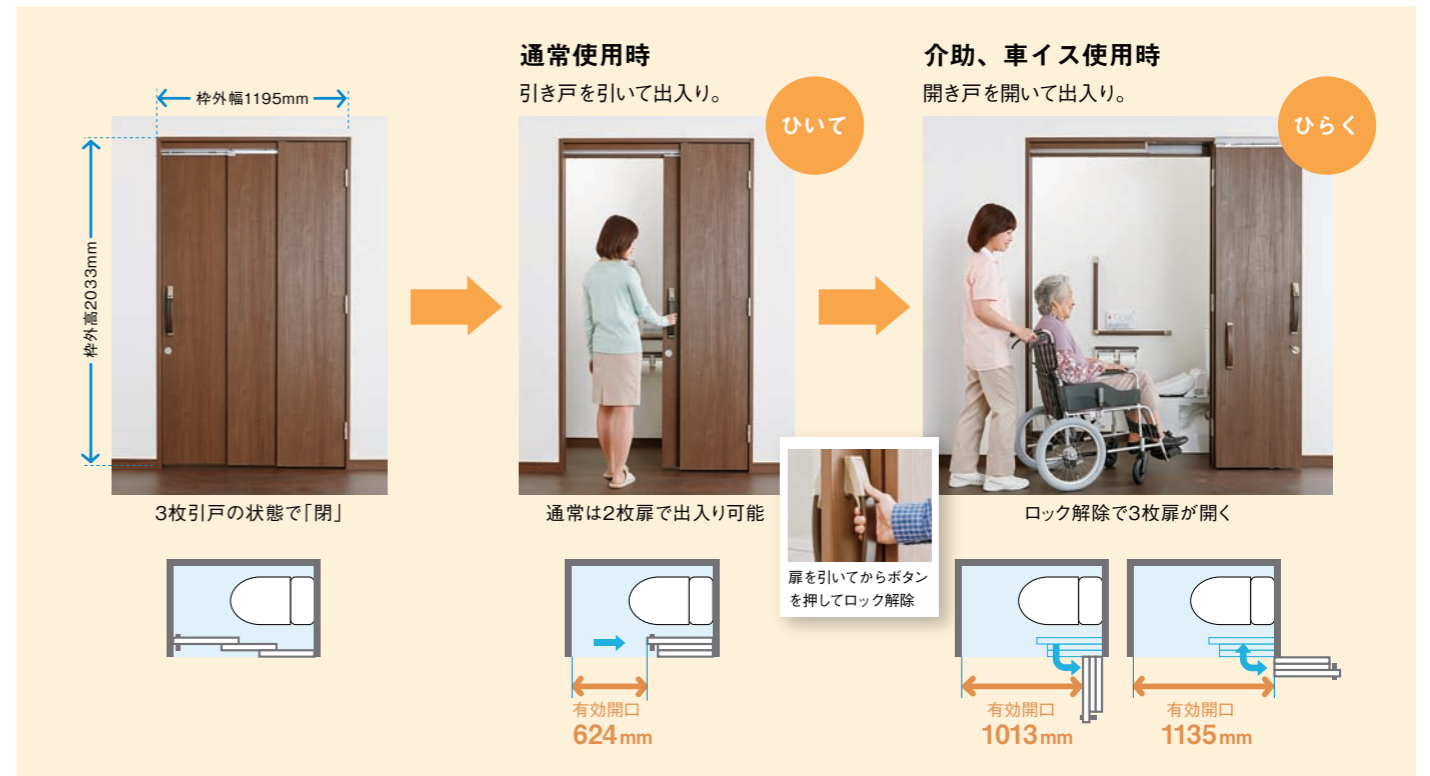 枠外幅1195mm
枠外高2033mm
3枚引戸の状態で「閉」
通常使用時
引き戸を引いて出入り。
ひいて
通常は2枚扉で出入り可能
扉を引いてからボタン
を押してロック解除
有効開口
624mm
介助、車イス使用時
開き戸を開いて出入り。
ひらく
ロック解除で3枚扉が開く
有効開口
1013mm
有効開口
1135mm